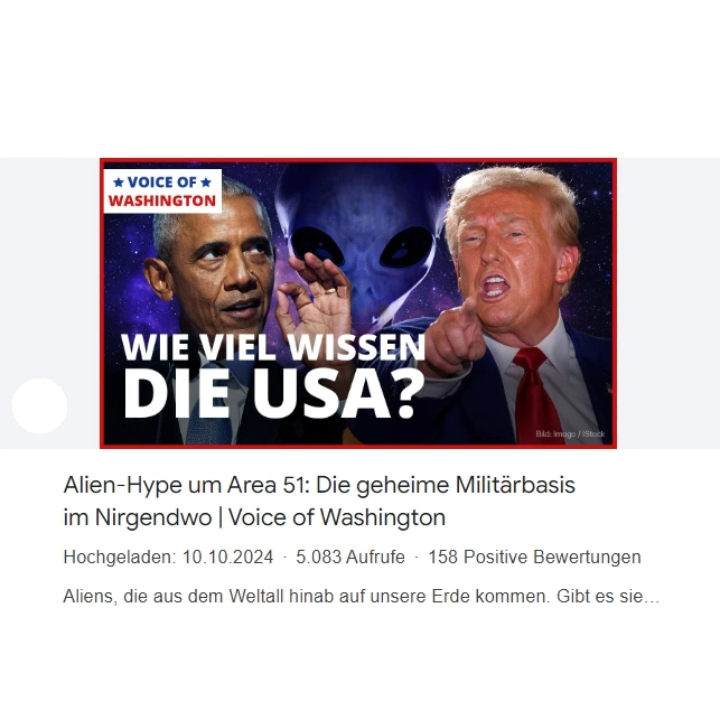 ★ VOICE OF ★
WASHINGTON
WIE VIEL WISSEN
DIE USA?
Bild: Imago / iStock
Alien-Hype um Area 51: Die geheime Militärbasis
im Nirgendwo | Voice of Washington
Hochgeladen: 10.10.2024 · 5.083 Aufrufe · 158 Positive Bewertungen
Aliens, die aus dem Weltall hinab auf unsere Erde kommen. Gibt es sie...